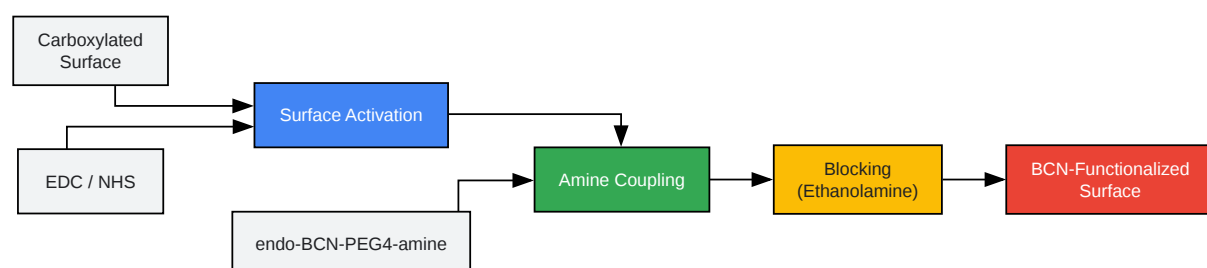 Carboxylated
Surface
EDC / NHS
Surface Activation
endo-BCN-PEG4-amine
Amine Coupling
Blocking
(Ethanolamine)
BCN-Functionalized
Surface